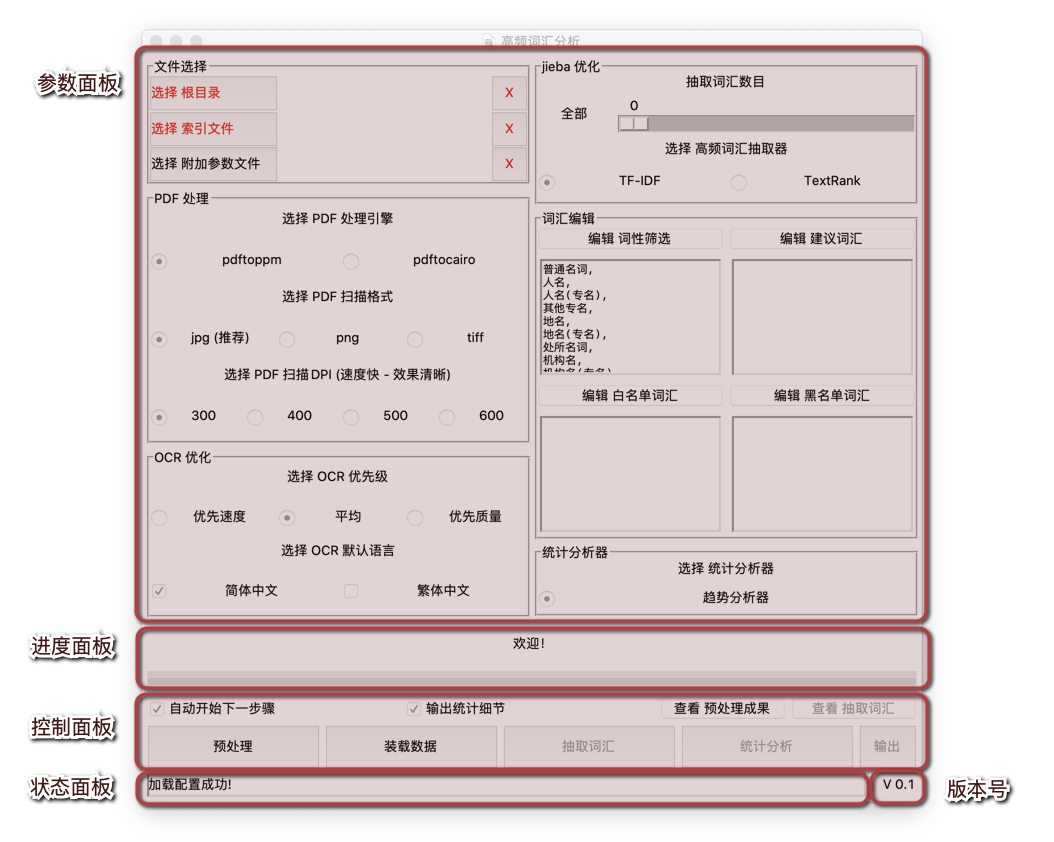 高频词汇分析
参数面板
文件选择
选择 根目录
X
选择 索引文件
X
选择 附加参数文件
X
PDF 处理
选择 PDF 处理引擎
pdftoppm
pdftocairo
选择 PDF 扫描格式
jpg (推荐)
png
tiff
选择 PDF 扫描DPI (速度快 - 效果清晰)
300
400
500
600
OCR 优化
选择 OCR 优先级
优先速度
平均
优先质量
选择 OCR 默认语言
简体中文
繁体中文
jieba 优化
抽取词汇数目
全部
0
选择 高频词汇抽取器
TF-IDF
TextRank
词汇编辑
编辑 词性筛选
编辑 建议词汇
普通名词,
人名,
人名(专名),
其他专名,
地名,
地名(专名),
处所名词,
机构名,
机构名(专名)
编辑 白名单词汇
编辑 黑名单词汇
统计分析器
选择 统计分析器
趋势分析器
进度面板
欢迎!
控制面板
自动开始下一步骤
输出统计细节
查看 预处理成果
查看 抽取词汇
预处理
装载数据
抽取词汇
统计分析
输出
状态面板
加载配置成功!
V 0.1
版本号